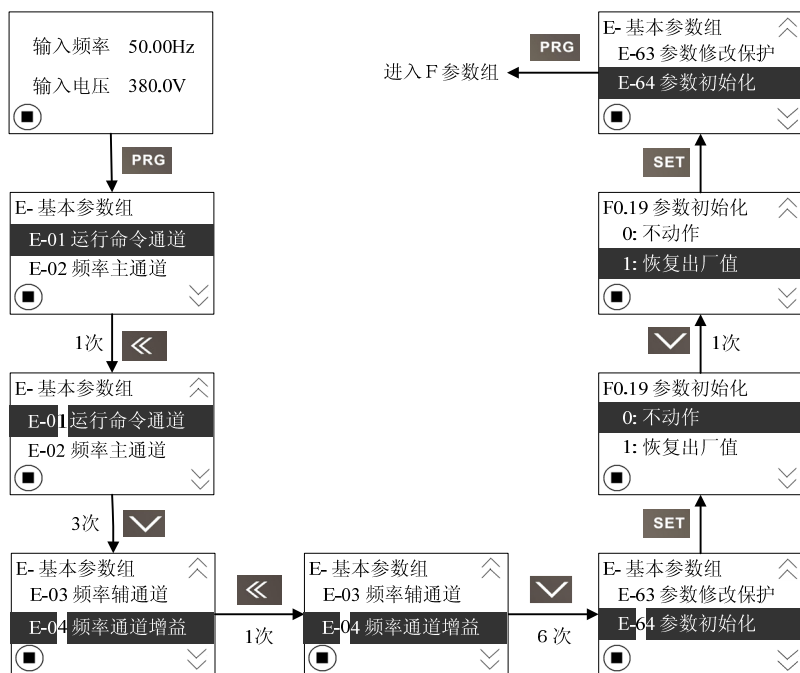 输入频率 50.00Hz
输入电压 380.0V
PRG
E- 基本参数组
E-01 运行命令通道
E-02 频率主通道
1次
E- 基本参数组
E-01 运行命令通道
E-02 频率主通道
3次
E- 基本参数组
E-03 频率辅通道
E-04 频率通道增益
1次
E- 基本参数组
E-03 频率辅通道
E-04 频率通道增益
6 次
E- 基本参数组
E-63 参数修改保护
E-64 参数初始化
SET
F0.19 参数初始化
0: 不动作
1: 恢复出厂值
1次
F0.19 参数初始化
0: 不动作
1: 恢复出厂值
SET
E- 基本参数组
E-63 参数修改保护
E-64 参数初始化
PRG
进入 F 参数组